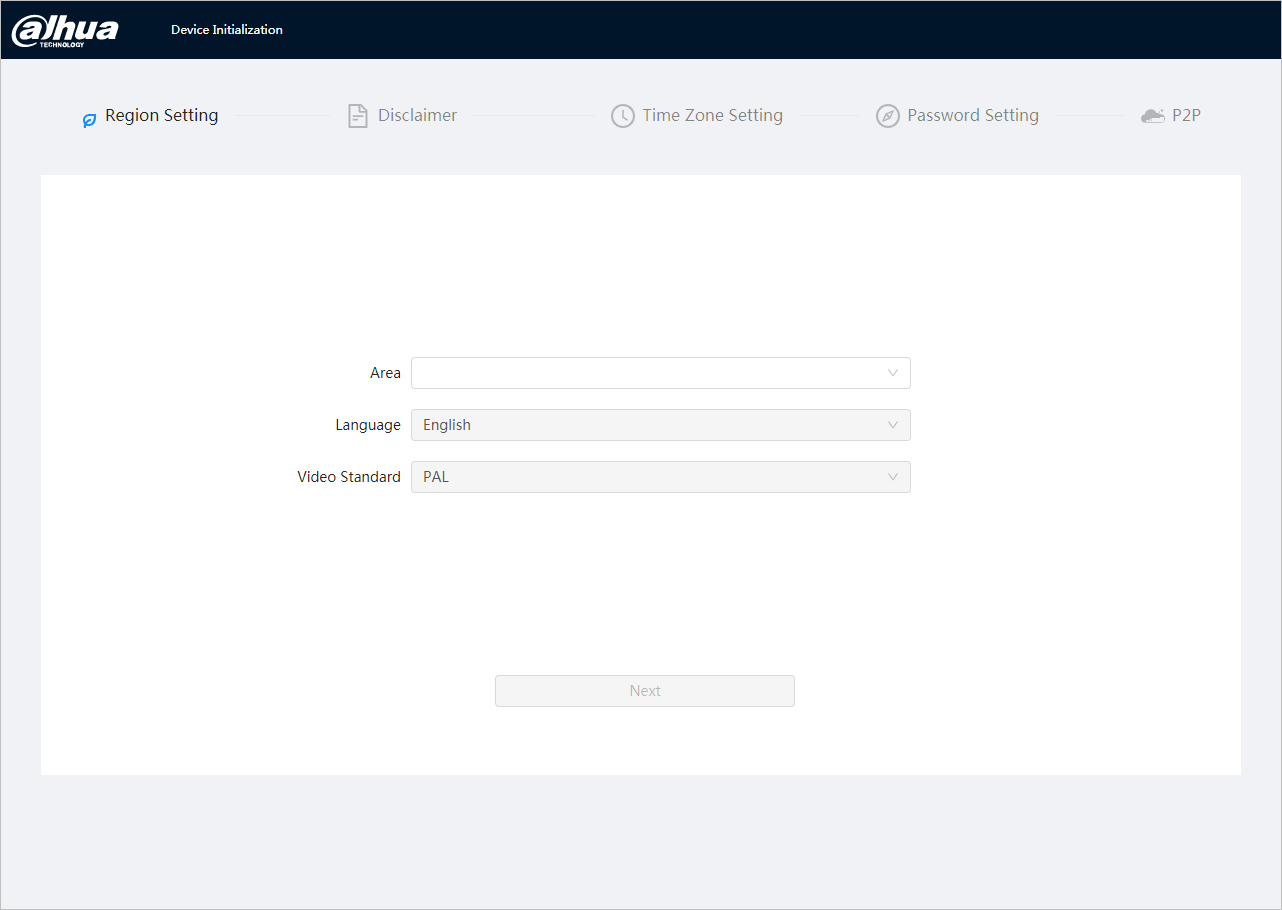 alhua
TECHNOLOGY
Device Initialization
Region Setting
Disclaimer
Time Zone Setting
Password Setting
P2P
Area
Language English
Video Standard PAL
Next